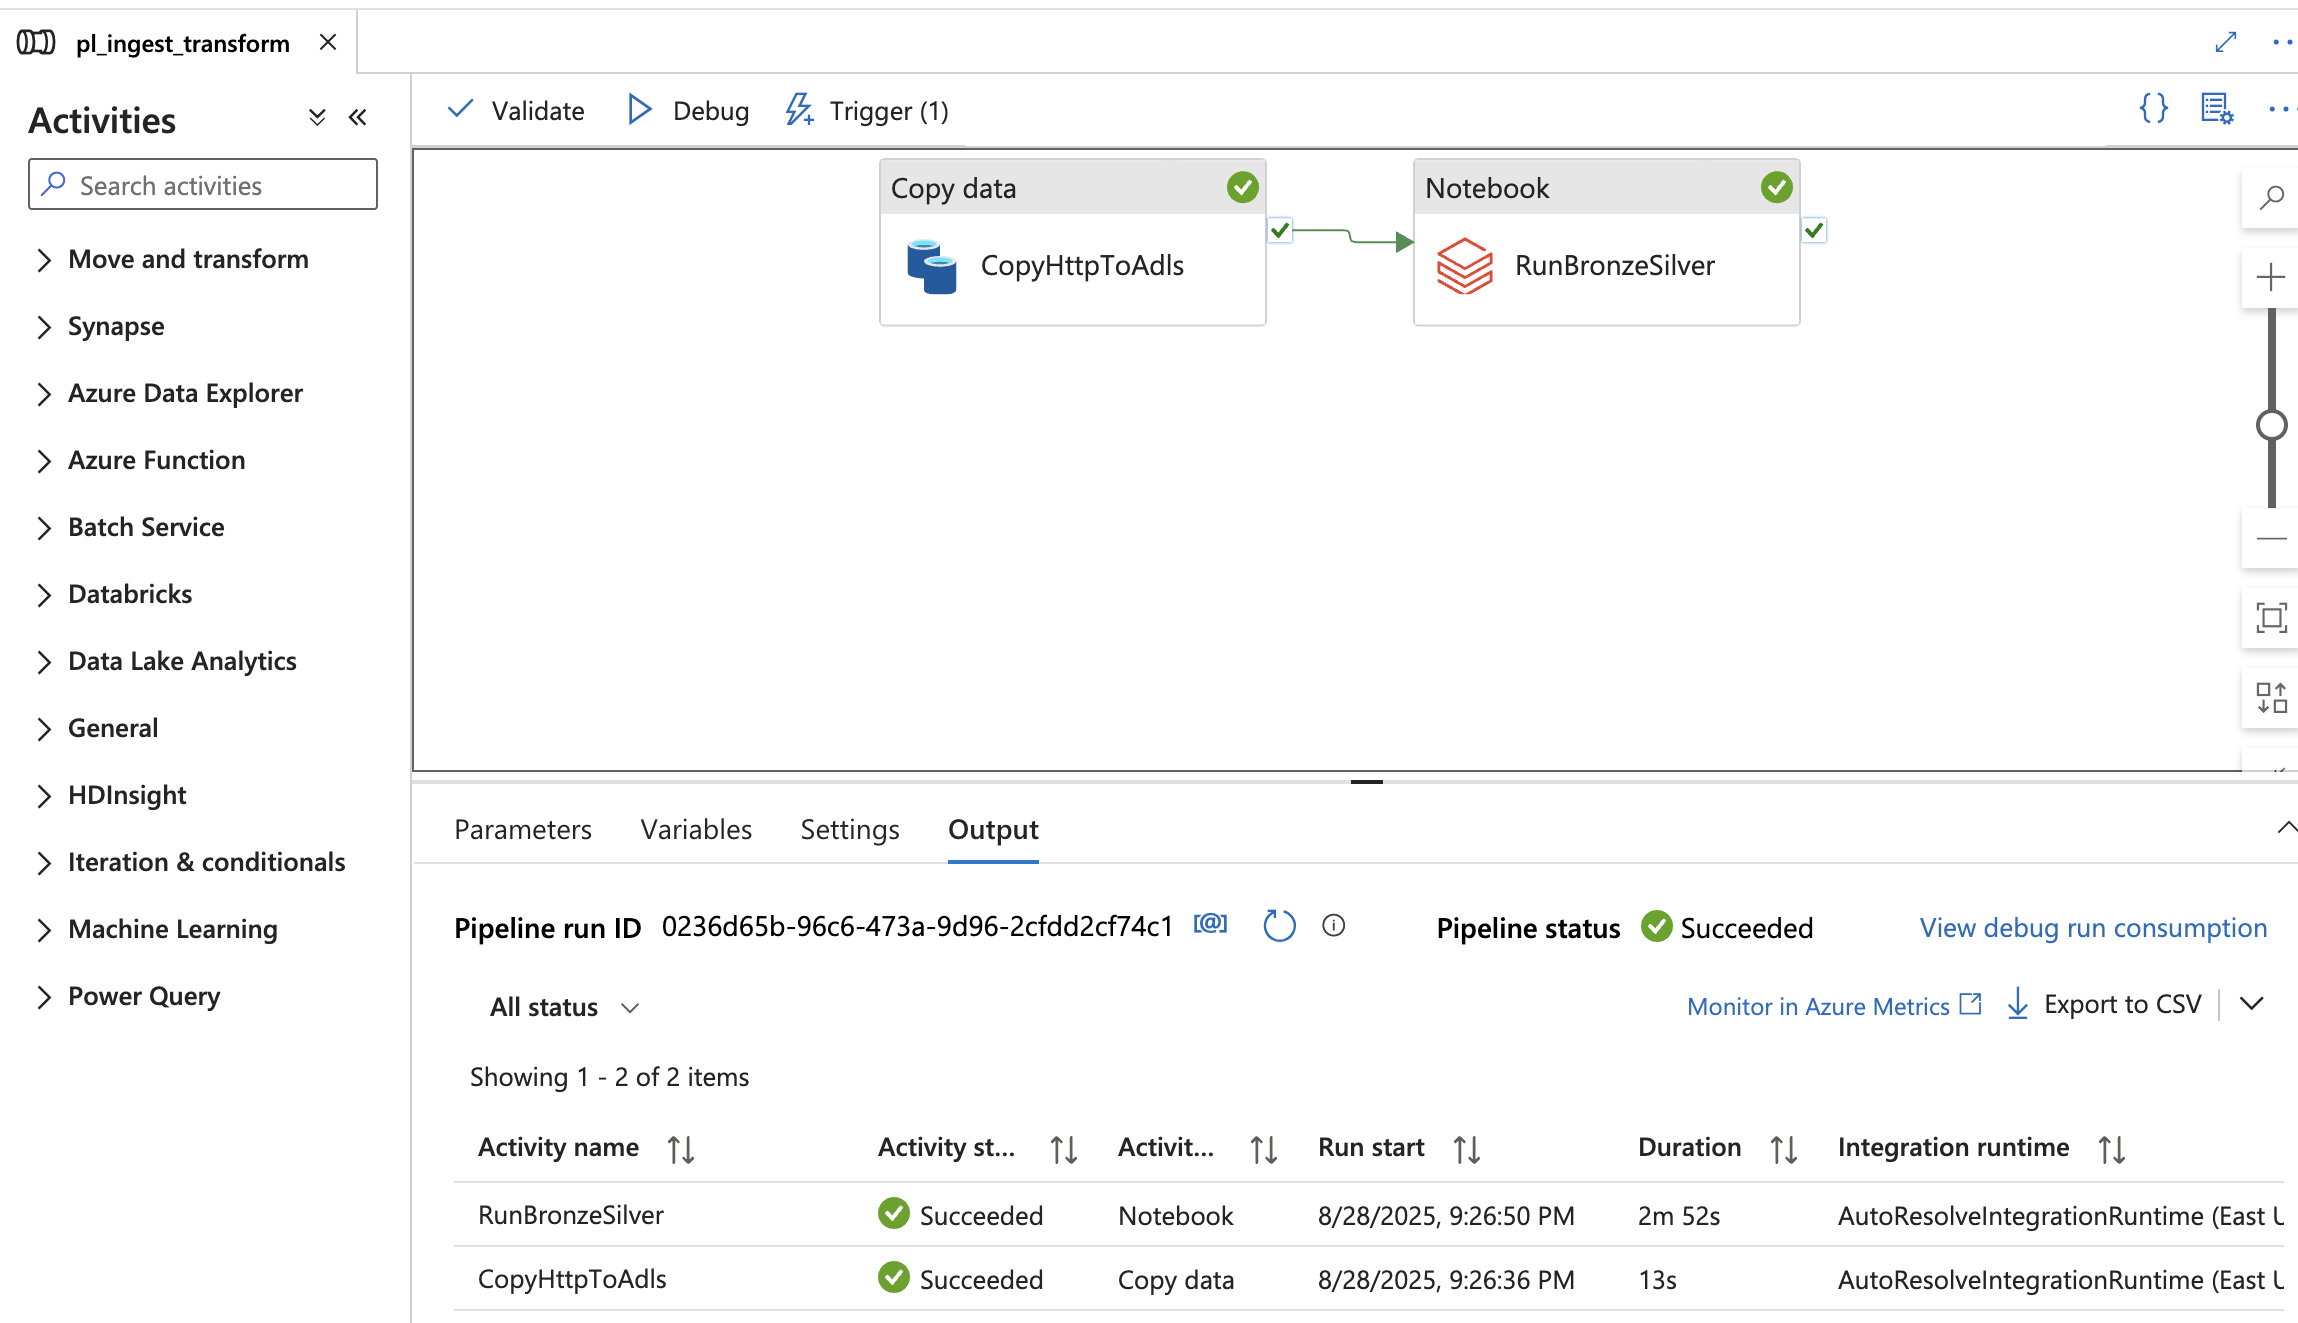 pl_ingest_transform
Activities
Search activities
Move and transform
Synapse
Azure Data Explorer
Azure Function
Batch Service
Databricks
Data Lake Analytics
General
HDInsight
Iteration & conditionals
Machine Learning
Power Query
Validate Debug Trigger (1)
Copy data
CopyHttpToAdls
Notebook
RunBronzeSilver
Parameters Variables Settings Output
Pipeline run ID 0236d65b-96c6-473a-9d96-2cfdd2cf74c1 [@] Pipeline status Succeeded View debug run consumption
All status Monitor in Azure Metrics Export to CSV
Showing 1 - 2 of 2 items
Activity name Activity st... Activit... Run start Duration Integration runtime
RunBronzeSilver Succeeded Notebook 8/28/2025, 9:26:50 PM 2m 52s AutoResolveIntegrationRuntime (East
CopyHttpToAdls Succeeded Copy data 8/28/2025, 9:26:36 PM 13s AutoResolveIntegrationRuntime (East